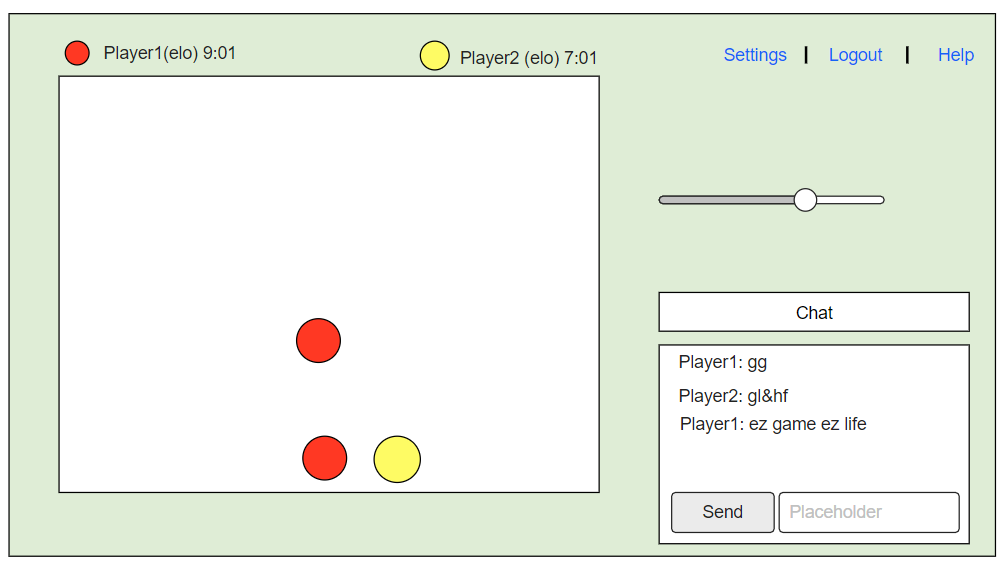 Player1(elo) 9:01
Player2 (elo) 7:01
Settings | Logout | Help
Chat
Player1: gg
Player2: gl&hf
Player1: ez game ez life
Send
Placeholder